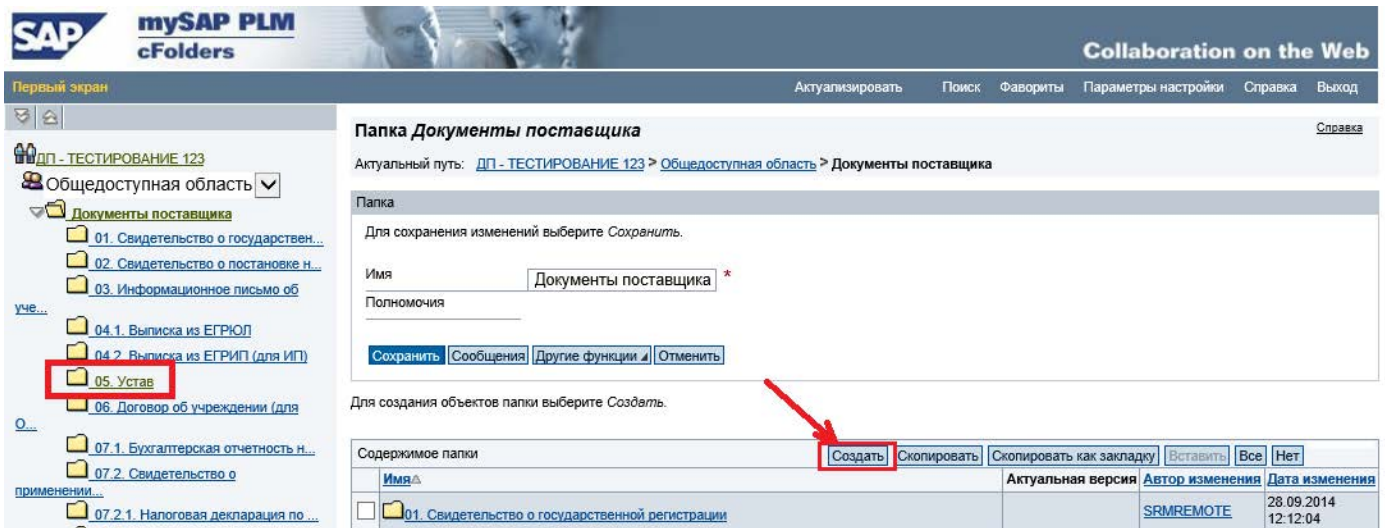 SAP
mySAP PLM
cFolders
Collaboration on the Web
Первый экран
Актуализировать Поиск Фавориты Параметры настройки Справка Выход
Папка Документы поставщика
Справка
Актуальный путь: ДП - ТЕСТИРОВАНИЕ 123 > Общедоступная область > Документы поставщика
ДП - ТЕСТИРОВАНИЕ 123
Общедоступная область
Документы поставщика
01. Свидетельство о государствен...
02. Свидетельство о постановке н...
03. Информационное письмо об
уче...
04.1. Выписка из ЕГРЮЛ
04.2. Выписка из ЕГРИП (для ИП)
05. Устав
06. Договор об учреждении (для
О...
07.1. Бухгалтерская отчетность н...
07.2. Свидетельство о
применении...
07.2.1. Налоговая декларация по ...
Папка
Для сохранения изменений выберите Сохранить.
Имя Документы поставщика *
Полномочия
Сохранить Сообщения Другие функции Отменить
Для создания объектов папки выберите Создать.
Содержимое папки Создать Скопировать Скопировать как закладку Вставить Все Нет
Имя Актуальная версия Автор изменения Дата изменения
01. Свидетельство о государственной регистрации SRMREMOTE 28.09.2014
12:12:04